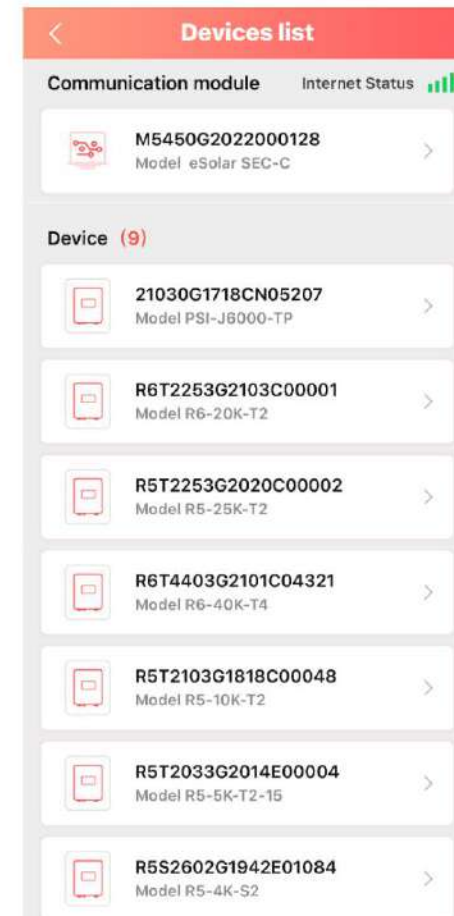 Devices list
Communication module Internet Status
M5450G2022000128
Model eSolar SEC-C
Device (9)
21030G1718CN05207
Model PSI-J6000-TP
R6T2253G2103C00001
Model R6-20K-T2
R5T2253G2020C00002
Model R5-25K-T2
R6T4403G2101C04321
Model R6-40K-T4
R5T2103G1818C00048
Model R5-10K-T2
R5T2033G2014E00004
Model R5-5K-T2-15
R5S2602G1942E01084
Model R5-4K-S2